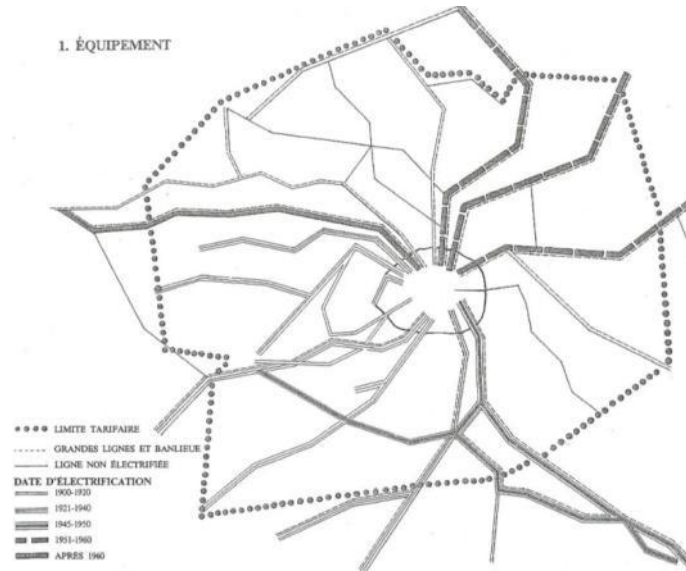 1. ÉQUIPEMENT
LIMITE TARIFAIRE
GRANDES LIGNES ET BANLIEUE
LIGNE NON ÉLECTRIFIÉE
DATE D'ÉLECTRIFICATION
1900-1920
1921-1940
1945-1950
1951-1960
APRÈS 1960